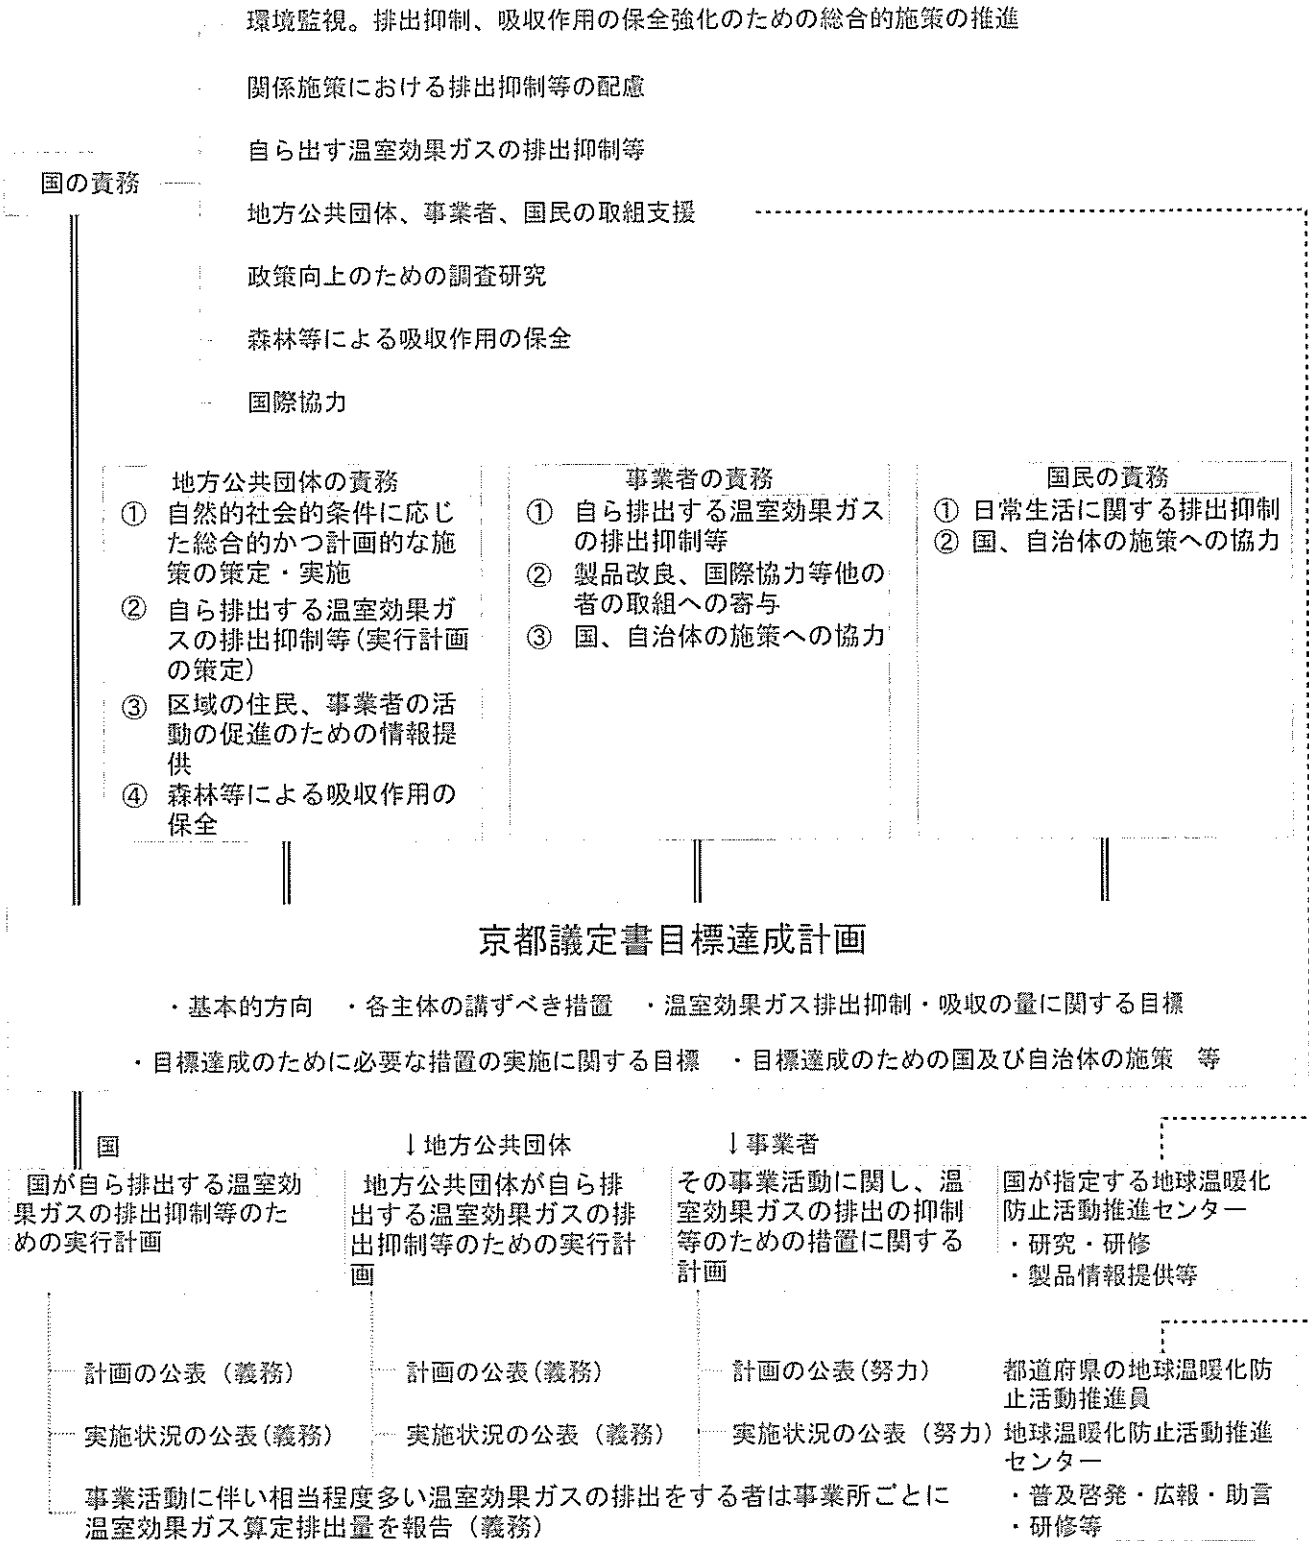 環境監視。排出抑制、吸収作用の保全強化のための総合的施策の推進
関係施策における排出抑制等の配慮
自ら出す温室効果ガスの排出抑制等
国の責務
地方公共団体、事業者、国民の取組支援
政策向上のための調査研究
森林等による吸収作用の保全
国際協力
地方公共団体の責務
① 自然的社会的条件に応じ
た総合的かつ計画的な施
策の策定・実施
② 自ら排出する温室効果ガ
スの排出抑制等(実行計画
の策定)
③ 区域の住民、事業者の活
動の促進のための情報提
供
④ 森林等による吸収作用の
保全
事業者の責務
① 自ら排出する温室効果ガス
の排出抑制等
② 製品改良、国際協力等他の
者の取組への寄与
③ 国、自治体の施策への協力
国民の責務
① 日常生活に関する排出抑制
② 国、自治体の施策への協力
京都議定書目標達成計画
・基本的方向 ・各主体の講ずべき措置 ・温室効果ガス排出抑制・吸収の量に関する目標
・目標達成のために必要な措置の実施に関する目標 ・目標達成のための国及び自治体の施策 等
国
国が自ら排出する温室効
果ガスの排出抑制等のた
めの実行計画
計画の公表（義務）
実施状況の公表(義務)
↓地方公共団体
地方公共団体が自ら排
出する温室効果ガスの排
出抑制等のための実行計
画
計画の公表(義務)
実施状況の公表（義務）
↓事業者
その事業活動に関し、温
室効果ガスの排出の抑制
等のための措置に関する
計画
計画の公表(努力)
実施状況の公表（努力）
事業活動に伴い相当程度多い温室効果ガスの排出をする者は事業所ごとに
温室効果ガス算定排出量を報告（義務）
国が指定する地球温暖化
防止活動推進センター
・研究・研修
・製品情報提供等
都道府県の地球温暖化防
止活動推進員
地球温暖化防止活動推進
センター
・普及啓発・広報・助言
・研修等